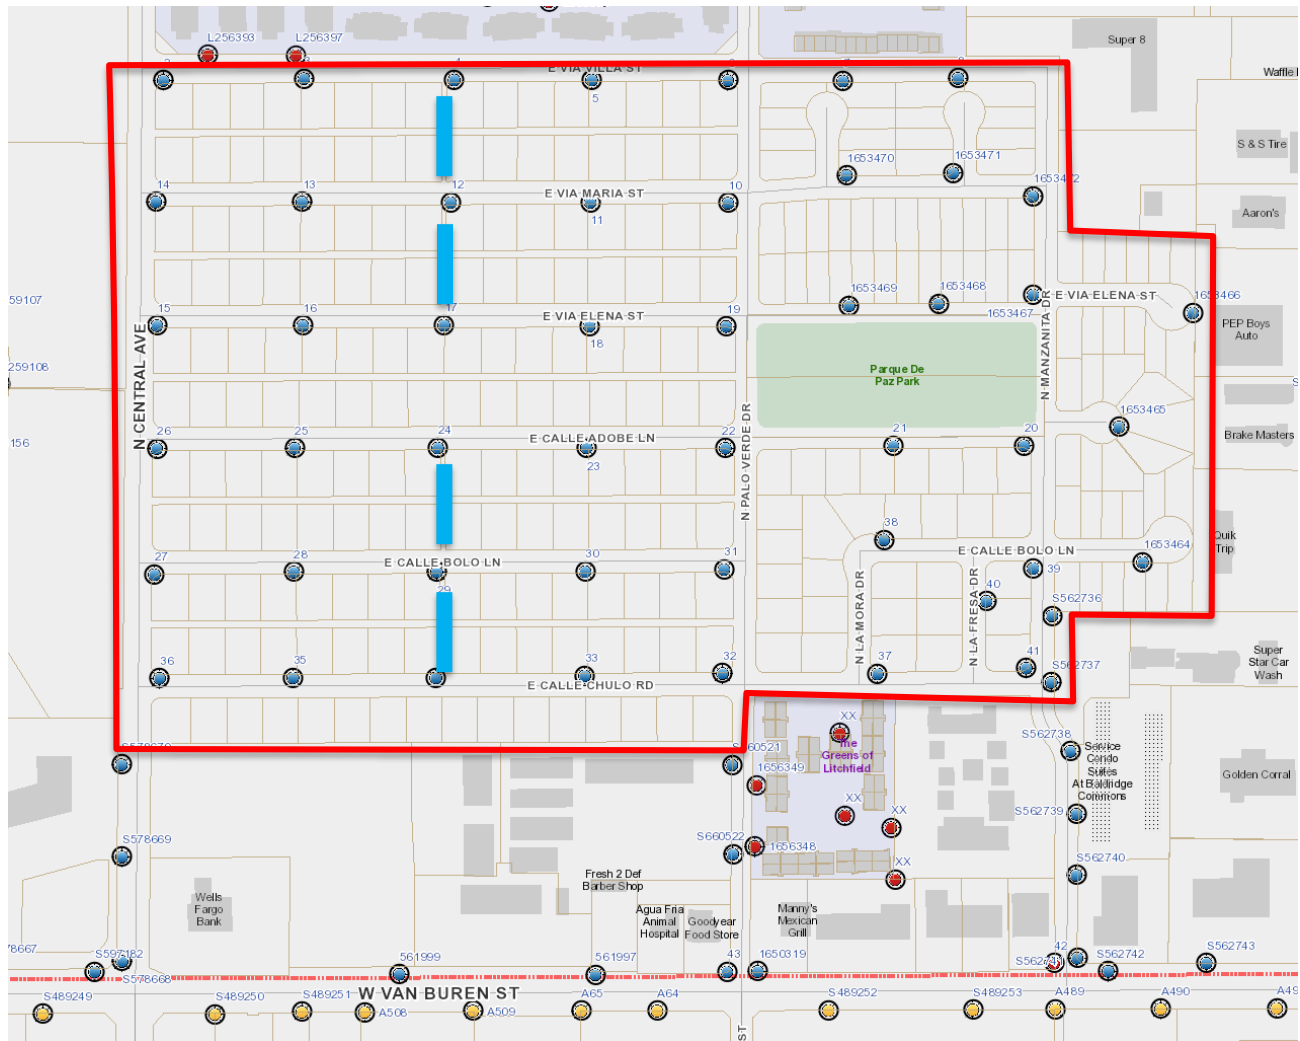 L256393
L256397
Super 8
E VIA VILLA ST
Waffle
5
S & S Tire
1653470
1653471
14
13
12
E VIA MARIA ST
10
1653472
11
Aaron's
59107
15
16
17
E VIA ELENA ST
18
19
1653469
1653468
1653467
E VIA ELENA ST
1653466
PEP Boys
Auto
259108
N CENTRAL AVE
Parque De
Paz Park
N MANZANITA DR
1653465
156
26
25
24
E CALLE ADOBE LN
23
22
N PALO VERDE DR
21
20
Brake Masters
38
27
28
E CALLE BOLO LN
29
30
31
E CALLE BOLO LN
1653464
Quik
Trip
39
40
S562736
N LA MORA DR
N LA FRESA DR
36
35
33
32
37
41
S562737
E CALLE CHULO RD
Super
Star Car
Wash
XX
The
Greens of
Litchfield
S562738
Service
Condo
Suites
At Baldridge
Commons
Golden Corral
1656349
XX
XX
S562739
S578669
S660522
1656348
XX
S562740
Fresh 2 Def
Barber Shop
Wells
Fargo
Bank
Agua Fria
Animal
Hospital
Goodyear
Food Store
Manny's
Mexican
Grill
78667
S597182
S578668
561999
561997
43
1650319
42
S562742
S562743
W VAN BUREN ST
S489249
S489250
S489251
A508
A509
A65
A64
S489252
S489253
A489
A490
ST